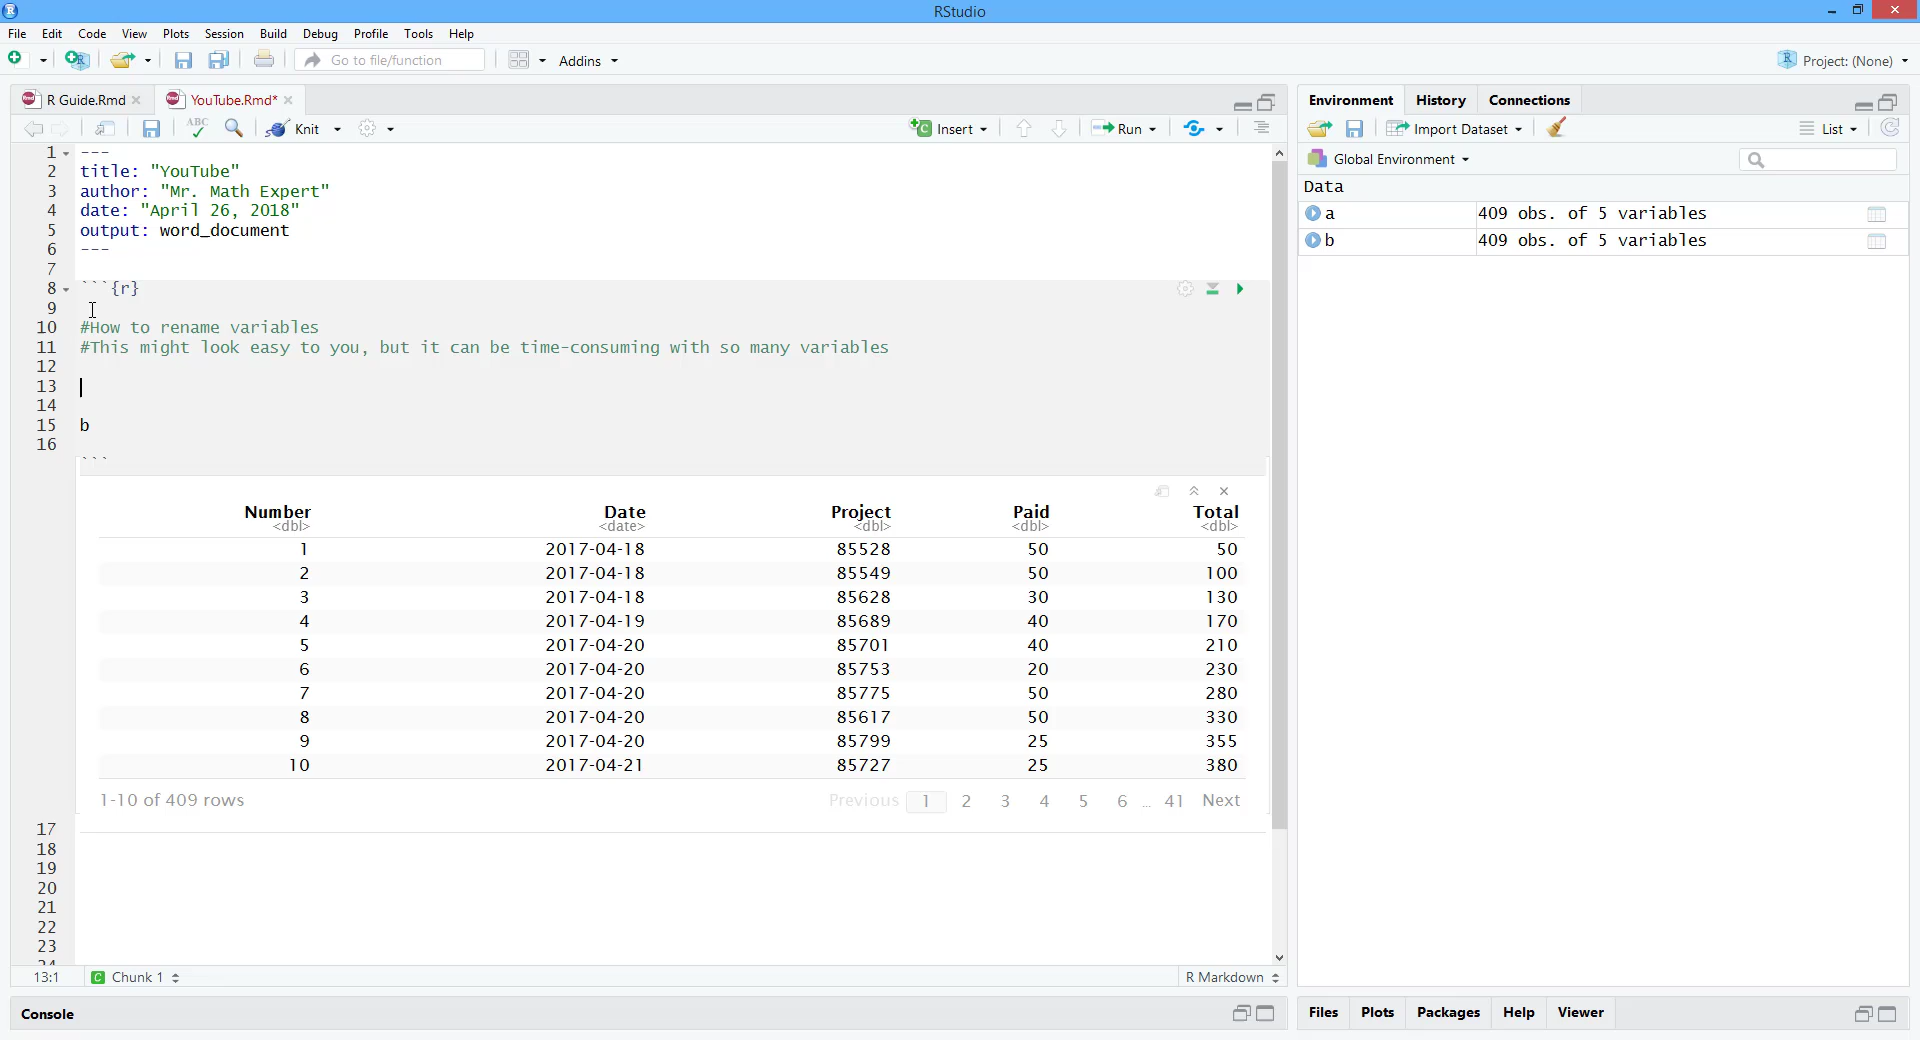 RStudio
File Edit Code View Plots Session Build Debug Profile Tools Help
Go to file/function Addins Project: (None)
R Guide.Rmd YouTube.Rmd*
ABC Knit Insert Run
1 ---
2 title: "YouTube"
3 author: "Mr. Math Expert"
4 date: "April 26, 2018"
5 output: word_document
6 ---
7
8 ```{r}
9
10 #How to rename variables
11 #This might look easy to you, but it can be time-consuming with so many variables
12
13
14
15 b
16
```
Number Date Project Paid Total
<dbl> <date> <dbl> <dbl> <dbl>
1 2017-04-18 85528 50 50
2 2017-04-18 85549 50 100
3 2017-04-18 85628 30 130
4 2017-04-19 85689 40 170
5 2017-04-20 85701 40 210
6 2017-04-20 85753 20 230
7 2017-04-20 85775 50 280
8 2017-04-20 85617 50 330
9 2017-04-20 85799 25 355
10 2017-04-21 85727 25 380
1-10 of 409 rows Previous 1 2 3 4 5 6 ... 41 Next
17
18
19
20
21
22
23
24
13:1 Chunk 1 R Markdown
Console
Environment History Connections
Import Dataset List
Global Environment
Data
a 409 obs. of 5 variables
b 409 obs. of 5 variables
Files Plots Packages Help Viewer